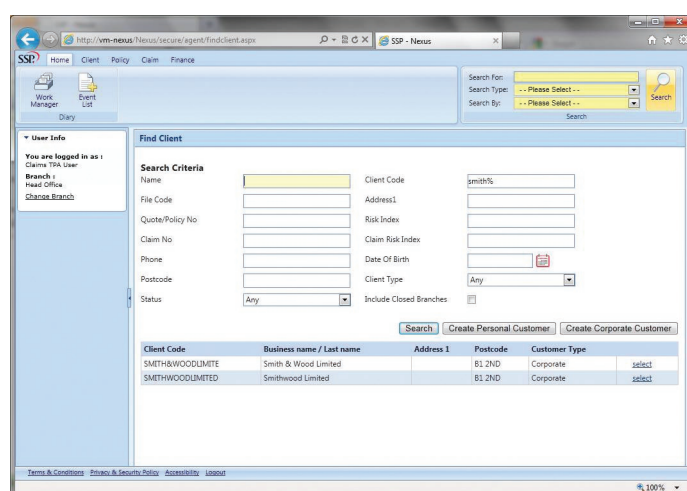 http://vm-nexus/Nexus/secure/agent/findclient.aspx
SSP - Nexus
SSP Home Client Policy Claim Finance
Work Manager
Event List
Diary
Search For:
Search Type: - - Please Select - -
Search By: - - Please Select - -
Search
Search
User Info
You are logged in as :
Claims TPA User
Branch :
Head Office
Change Branch
Find Client
Search Criteria
Name Client Code smith%
File Code Address1
Quote/Policy No Risk Index
Claim No Claim Risk Index
Phone Date Of Birth
Postcode Client Type Any
Status Any Include Closed Branches
Search Create Personal Customer Create Corporate Customer
Client Code Business name / Last name Address 1 Postcode Customer Type
SMITH&WOODLIMITE Smith & Wood Limited B1 2ND Corporate select
SMITHWOODLIMITED Smithwood Limited B1 2ND Corporate select
Terms & Conditions Privacy & Security Policy Accessibility Logout
100%